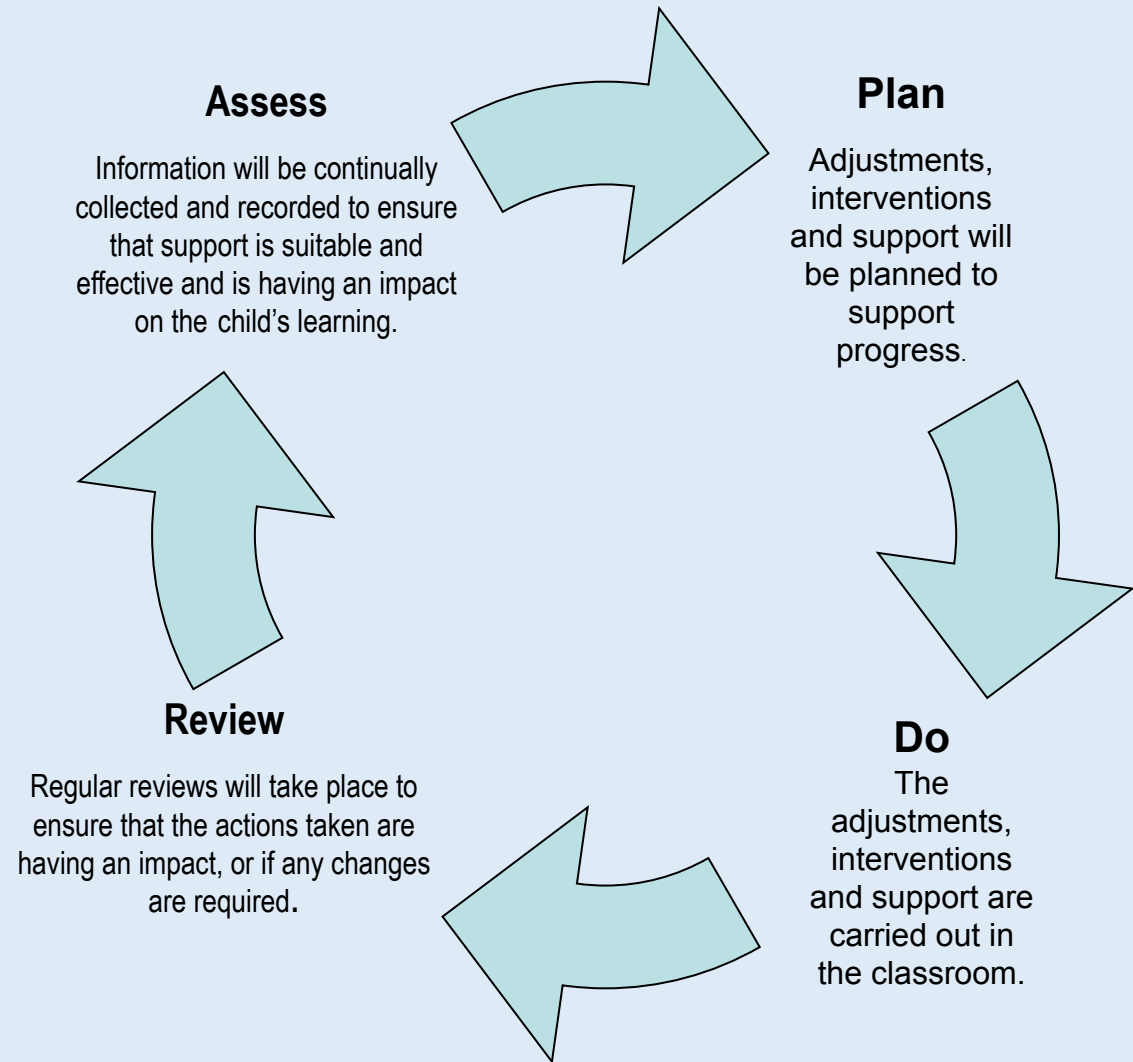 Assess
Information will be continually
collected and recorded to ensure
that support is suitable and
effective and is having an impact
on the child’s learning.
Plan
Adjustments,
interventions
and support will
be planned to
support
progress.
Do
The
adjustments,
interventions
and support are
carried out in
the classroom.
Review
Regular reviews will take place to
ensure that the actions taken are
having an impact, or if any changes
are required.